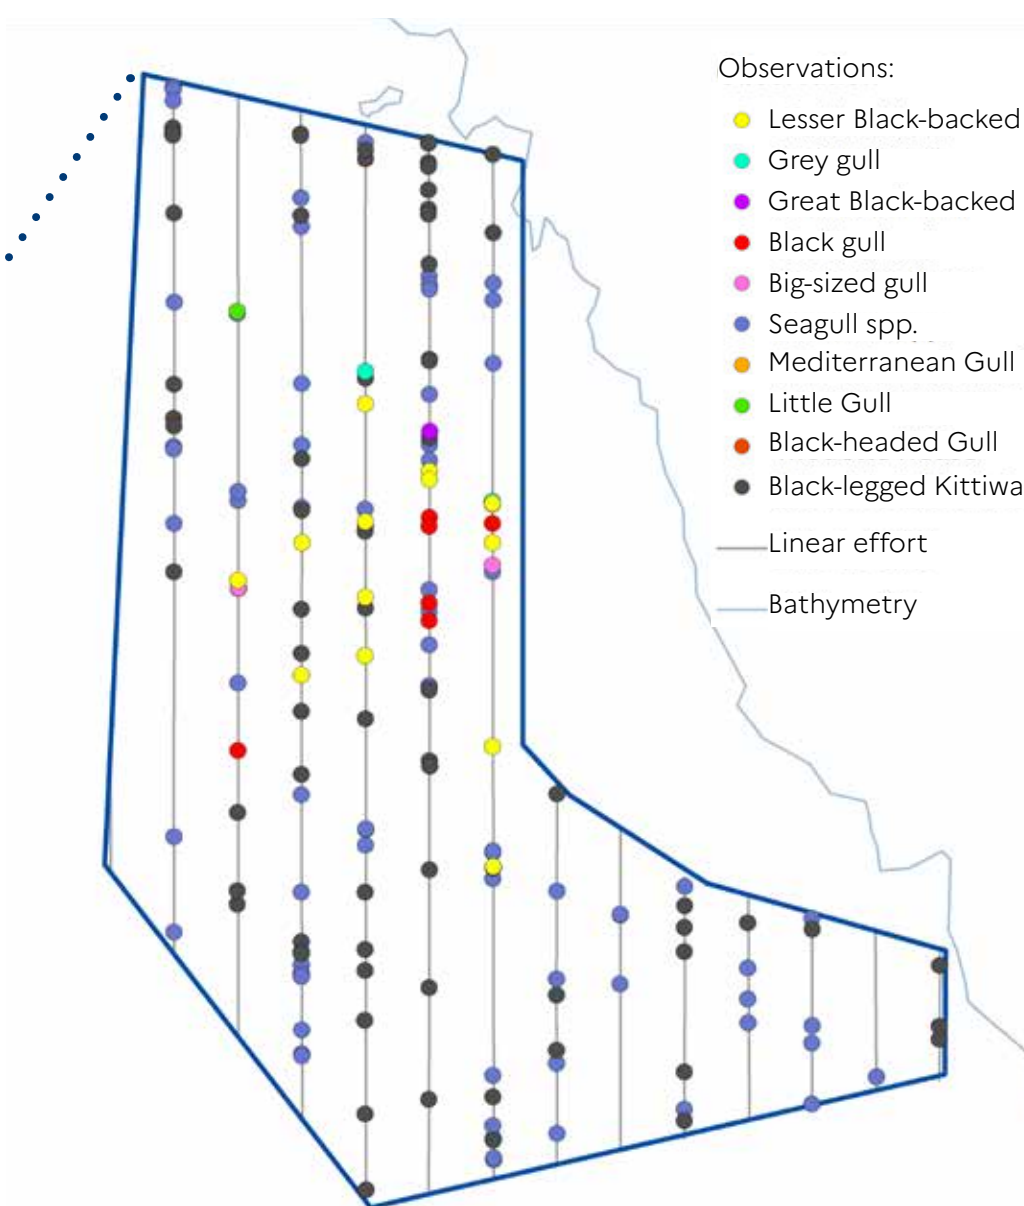 Observations:
Lesser Black-backed
Grey gull
Great Black-backed
Black gull
Big-sized gull
Seagull spp.
Mediterranean Gull
Little Gull
Black-headed Gull
Black-legged Kittiwa
Linear effort
Bathymetry